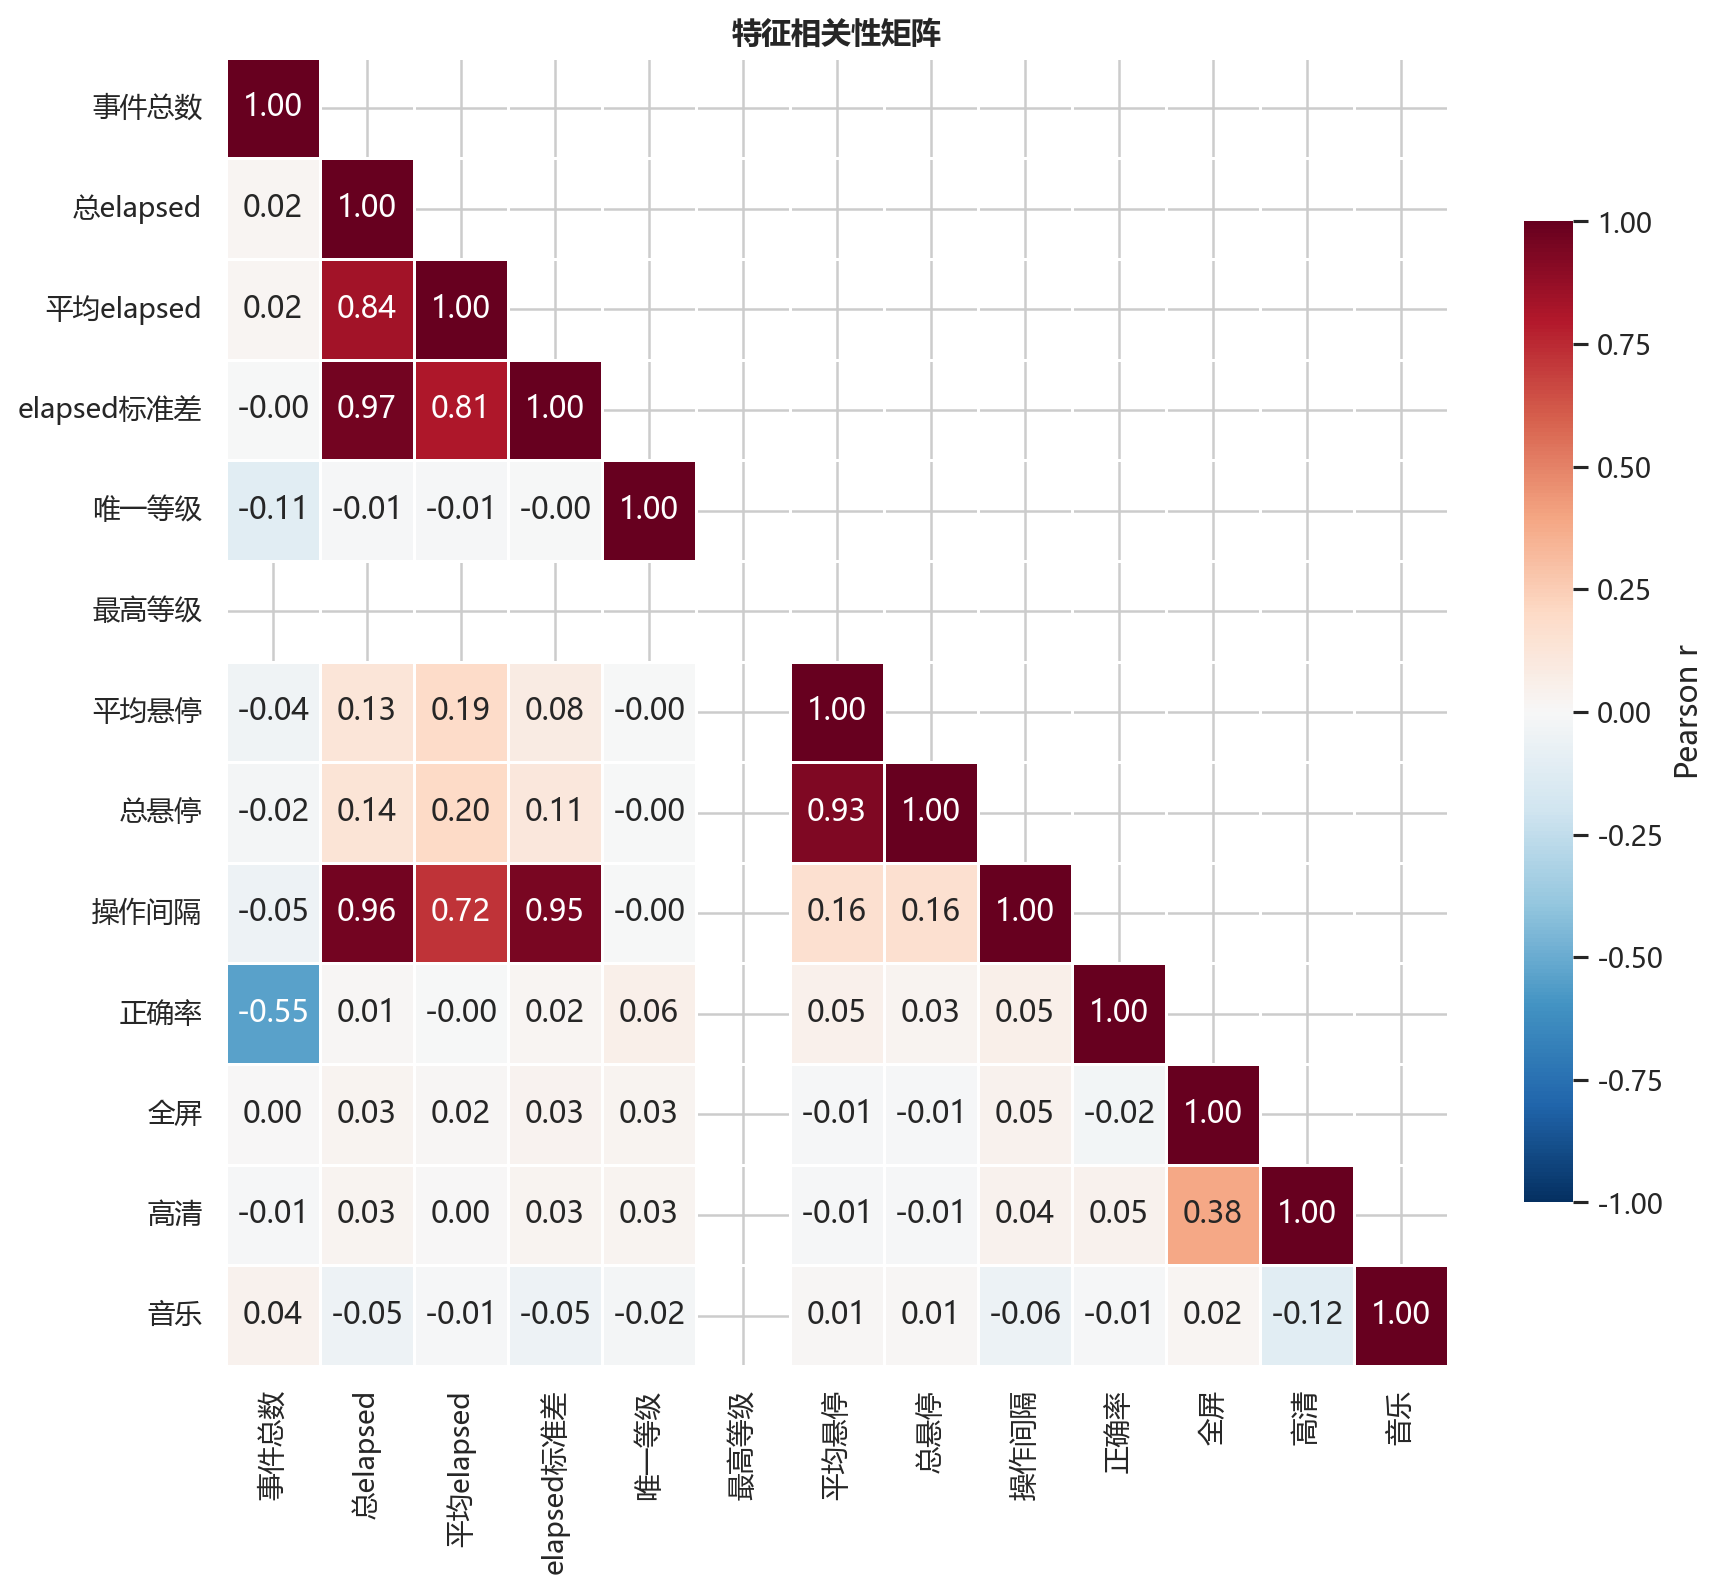 特征相关性矩阵
事件总数 1.00
总elapsed 0.02 1.00
平均elapsed 0.02 0.84 1.00
elapsed标准差 -0.00 0.97 0.81 1.00
唯一等级 -0.11 -0.01 -0.01 -0.00 1.00
最高等级
平均悬停 -0.04 0.13 0.19 0.08 -0.00 1.00
总悬停 -0.02 0.14 0.20 0.11 -0.00 0.93 1.00
操作间隔 -0.05 0.96 0.72 0.95 -0.00 0.16 0.16 1.00
正确率 -0.55 0.01 -0.00 0.02 0.06 0.05 0.03 0.05 1.00
全屏 0.00 0.03 0.02 0.03 0.03 -0.01 -0.01 0.05 -0.02 1.00
高清 -0.01 0.03 0.00 0.03 0.03 -0.01 -0.01 0.04 0.05 0.38 1.00
音乐 0.04 -0.05 -0.01 -0.05 -0.02 0.01 0.01 -0.06 -0.01 0.02 -0.12 1.00
事件总数
总elapsed
平均elapsed
elapsed标准差
唯一等级
最高等级
平均悬停
总悬停
操作间隔
正确率
全屏
高清
音乐
1.00
0.75
0.50
0.25
0.00
-0.25
-0.50
-0.75
-1.00
Pearson r